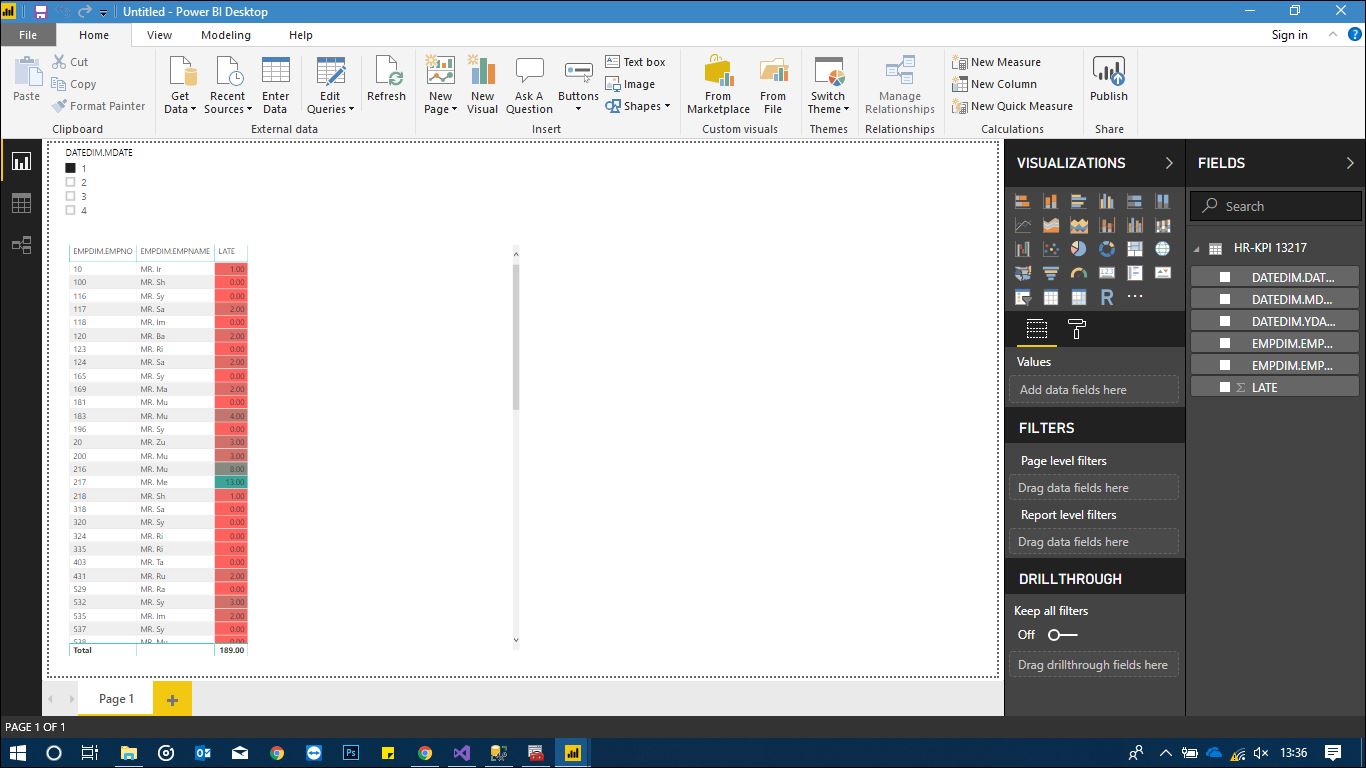 Untitled - Power BI Desktop
File Home View Modeling Help Sign in
Paste Cut Copy Format Painter
Clipboard
Get Data Recent Sources Enter Data Edit Queries Refresh
External data
New Page New Visual Ask A Question Buttons Text box Image Shapes
Insert
From Marketplace From File
Custom visuals
Switch Theme
Themes
Manage Relationships
Relationships
New Measure
New Column
New Quick Measure
Calculations
Publish
Share
DATEDIM.MDATE
1
2
3
4
EMPDIM.EMPNO EMPDIM.EMPNAME LATE
10 MR. Ir 1.00
100 MR. Sh 0.00
116 MR. Sy 0.00
117 MR. Sa 2.00
118 MR. Im 0.00
120 MR. Ba 2.00
123 MR. Ri 0.00
124 MR. Sa 2.00
165 MR. Sy 0.00
169 MR. Ma 2.00
181 MR. Mu 0.00
183 MR. Mu 4.00
196 MR. Sy 0.00
20 MR. Zu 3.00
200 MR. Mu 3.00
216 MR. Mu 8.00
217 MR. Me 13.00
218 MR. Sh 1.00
318 MR. Sa 0.00
320 MR. Sy 0.00
324 MR. Ri 0.00
335 MR. Ri 0.00
403 MR. Ta 0.00
431 MR. Ru 2.00
529 MR. Ra 0.00
532 MR. Sy 3.00
535 MR. Im 2.00
537 MR. Sy 0.00
538 MR. Mu 0.00
Total 189.00
VISUALIZATIONS
R
Values
Add data fields here
FILTERS
Page level filters
Drag data fields here
Report level filters
Drag data fields here
DRILLTHROUGH
Keep all filters
Off
Drag drillthrough fields here
FIELDS
Search
HR-KPI 13217
DATEDIM.DAT...
DATEDIM.MD...
DATEDIM.YDA...
EMPDIM.EMP...
EMPDIM.EMP...
Σ LATE
Page 1
PAGE 1 OF 1
Ps
13:36